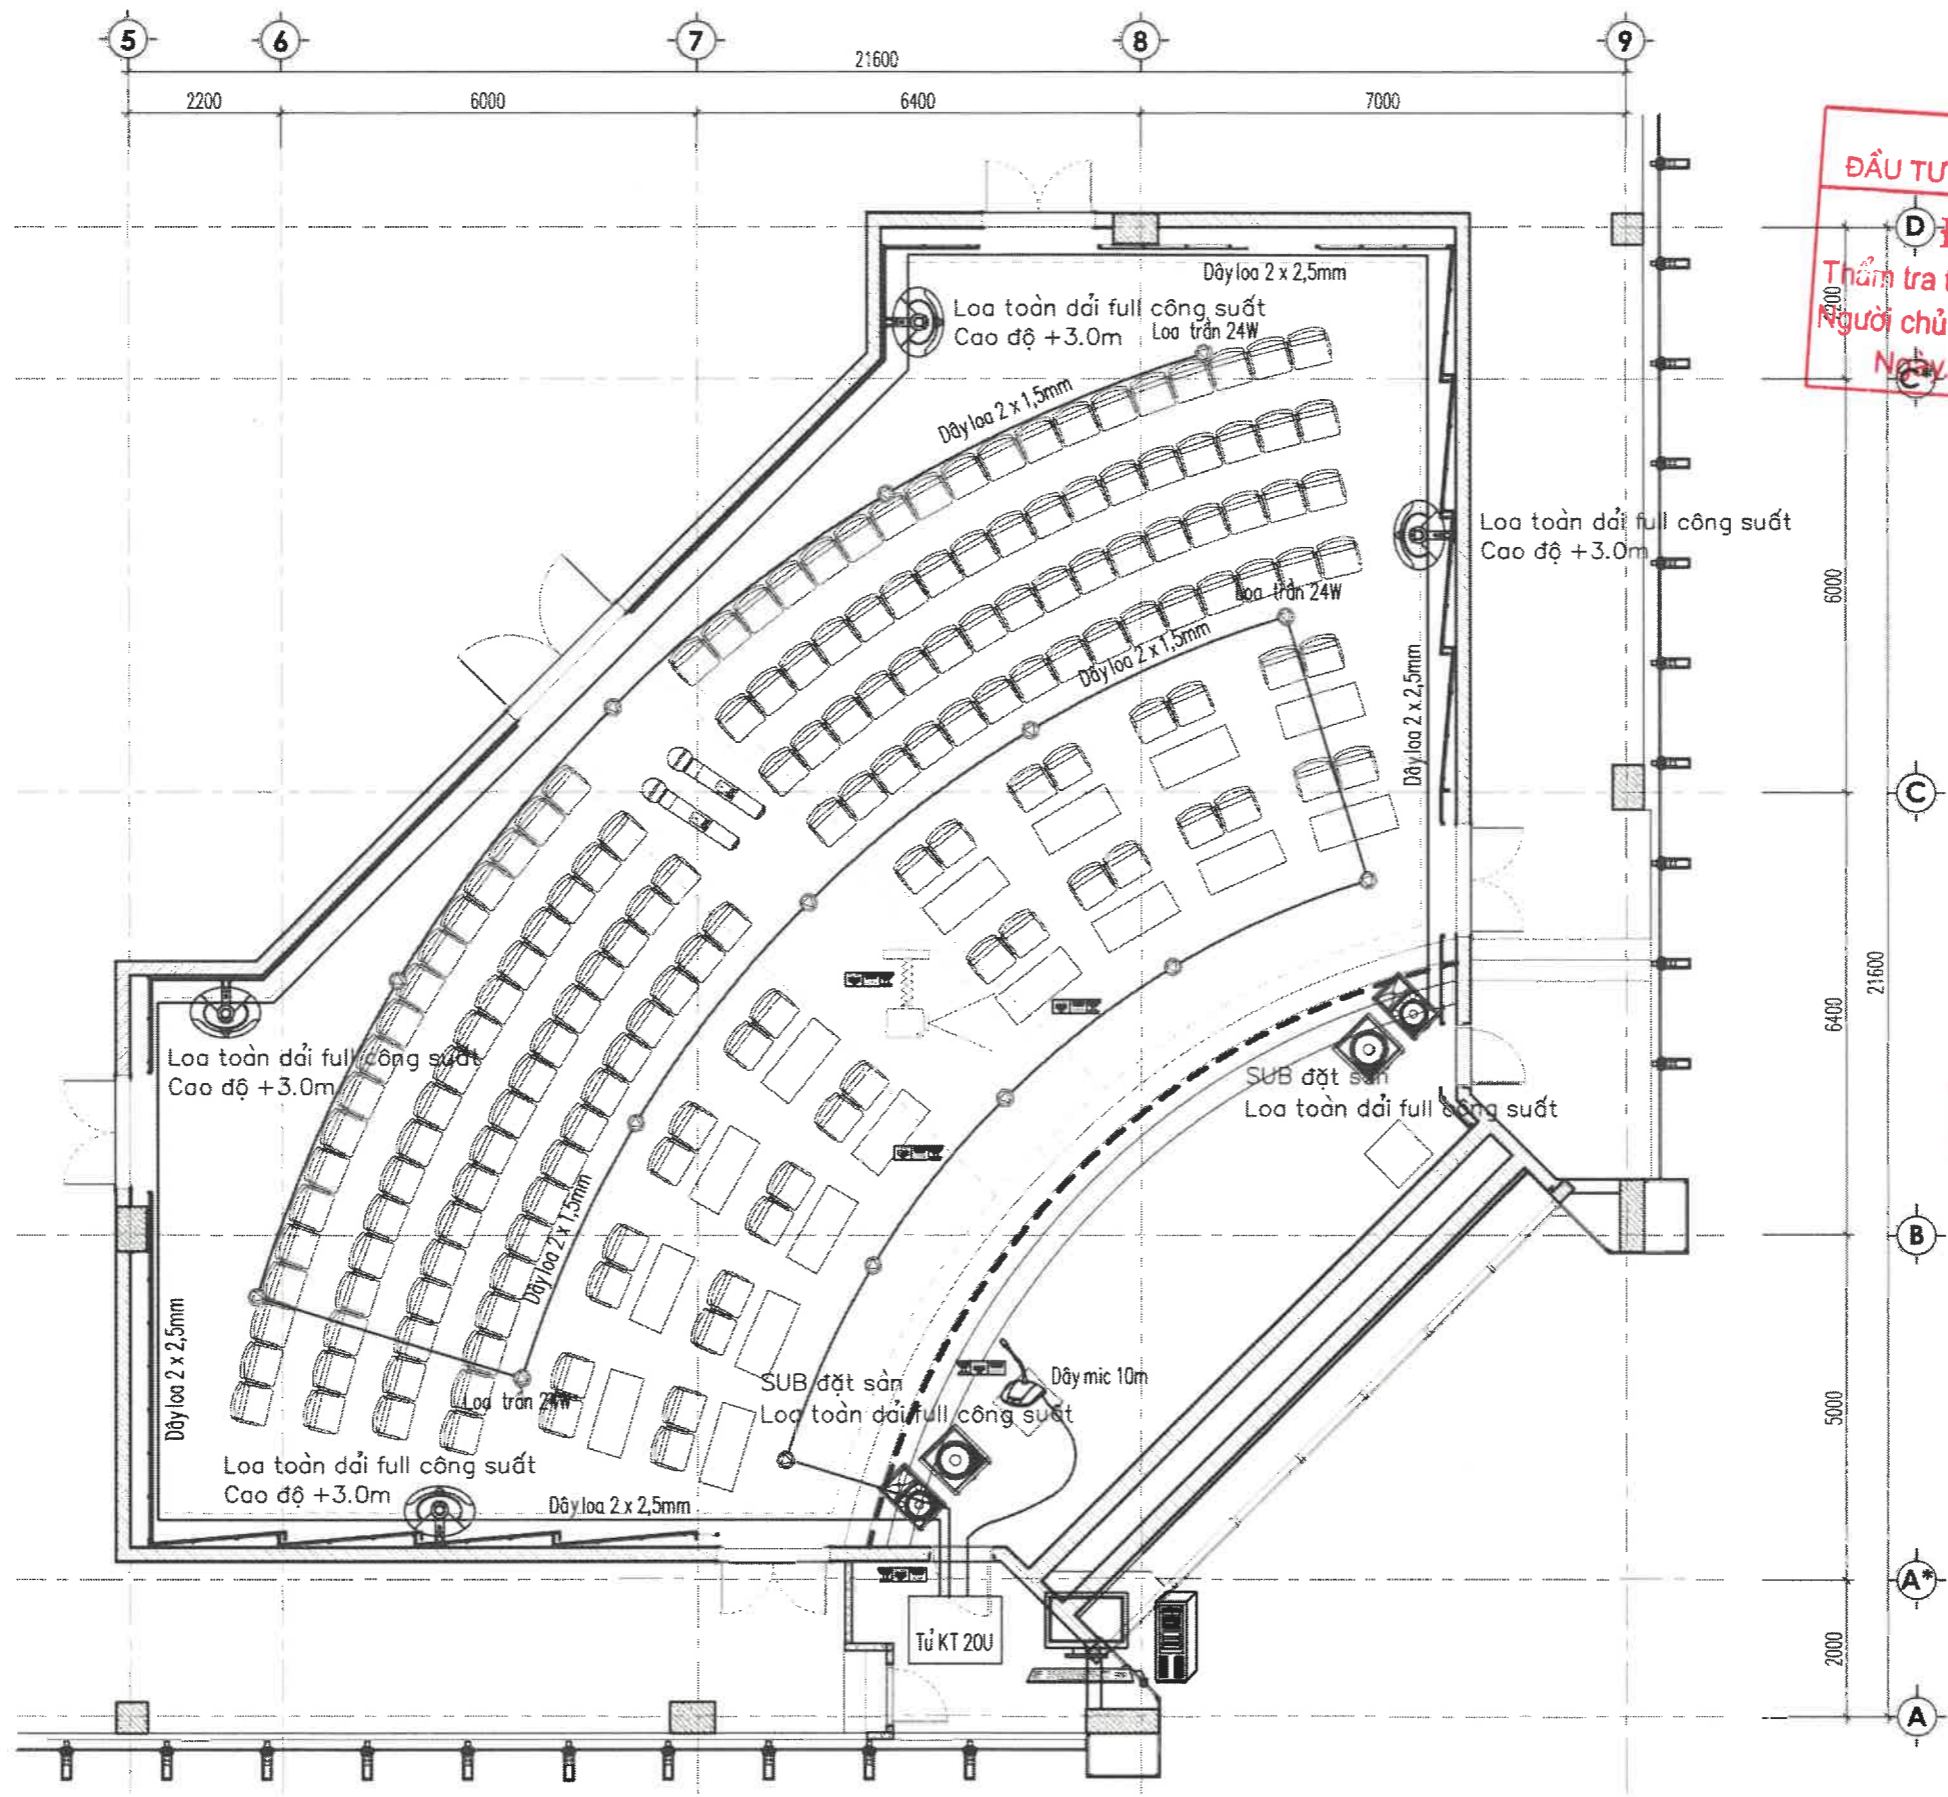 5 6 7 8 9
21600
2200 6000 6400 7000
ĐẦU TƯ
D
Thẩm tra
Người chủ
Ngày
C*
Dây loa 2 x 2,5mm
Loa toàn dải full công suất
Cao độ +3.0m
Loa trần 24W
Dây loa 2 x 1,5mm
Loa toàn dải full công suất
Cao độ +3.0m
6000
Loa trần 24W
Dây loa 2 x 1,5mm
Dây loa 2 x 2,5mm
C
21600
6400
Loa toàn dải full công suất
Cao độ +3.0m
SUB đặt sàn
Loa toàn dải full công suất
B
Dây loa 2 x 1,5mm
Dây loa 2 x 2,5mm
Dây mic 10m
SUB đặt sàn
Loa toàn dải full công suất
Loa trần 24W
5000
Loa toàn dải full công suất
Cao độ +3.0m
Dây loa 2 x 2,5mm
A*
Tủ KT 20U
2000
A